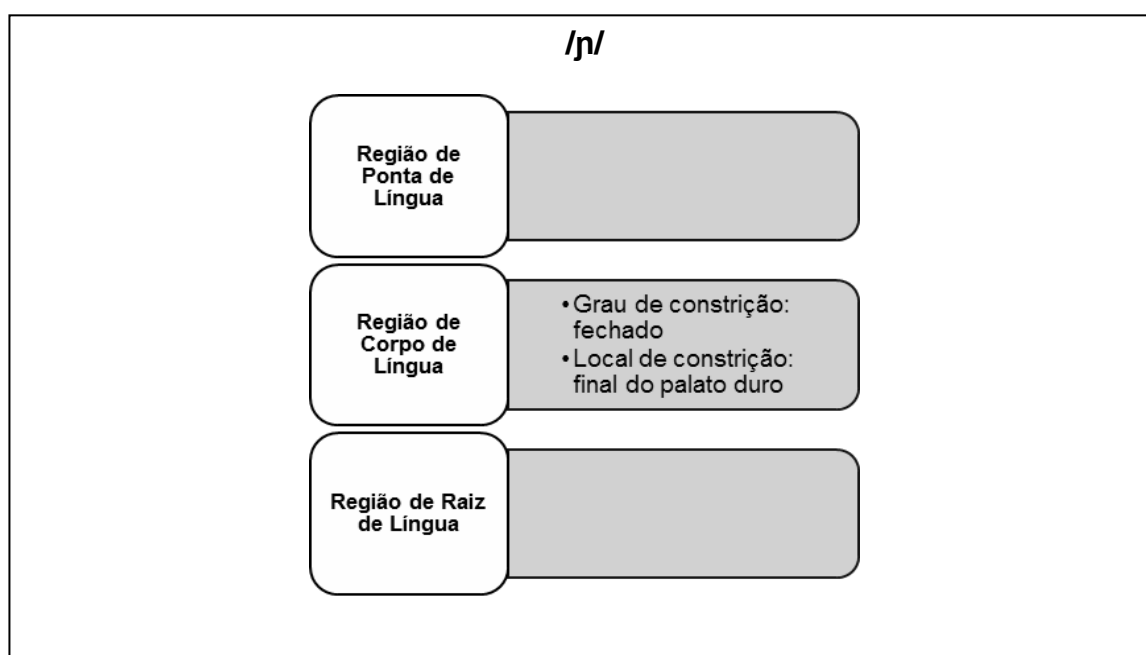 /ɲ/
Região de
Ponta de
Língua
Região de
Corpo de
Língua
•Grau de constrição:
fechado
•Local de constrição:
final do palato duro
Região de Raiz
de Língua